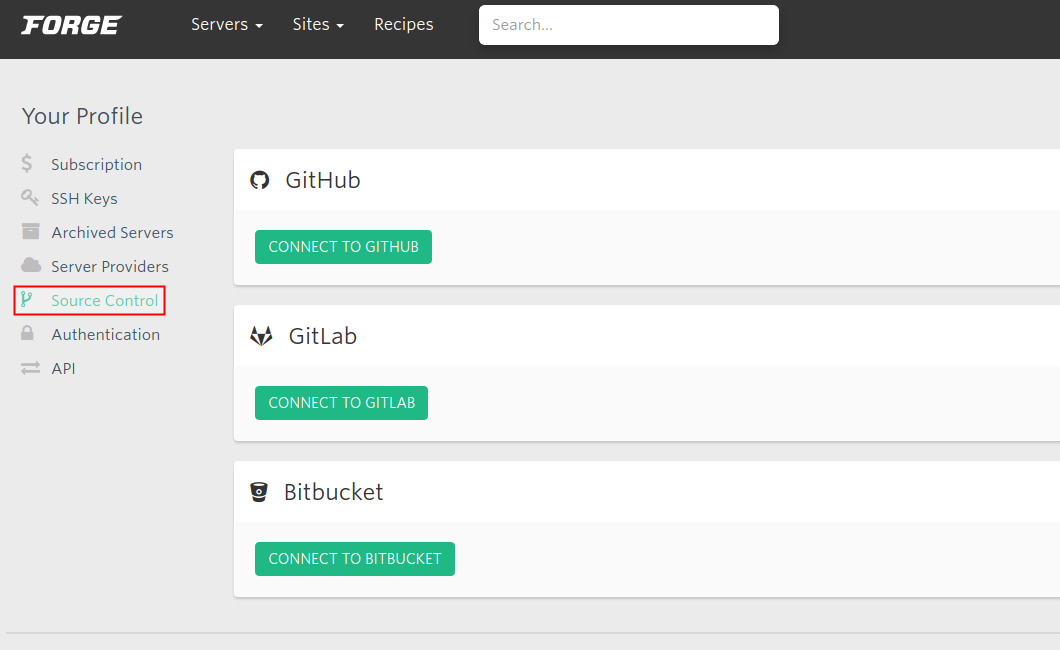 FORGE Servers Sites Recipes Search...
Your Profile
Subscription
SSH Keys
Archived Servers
Server Providers
Source Control
Authentication
API
GitHub
CONNECT TO GITHUB
GitLab
CONNECT TO GITLAB
Bitbucket
CONNECT TO BITBUCKET